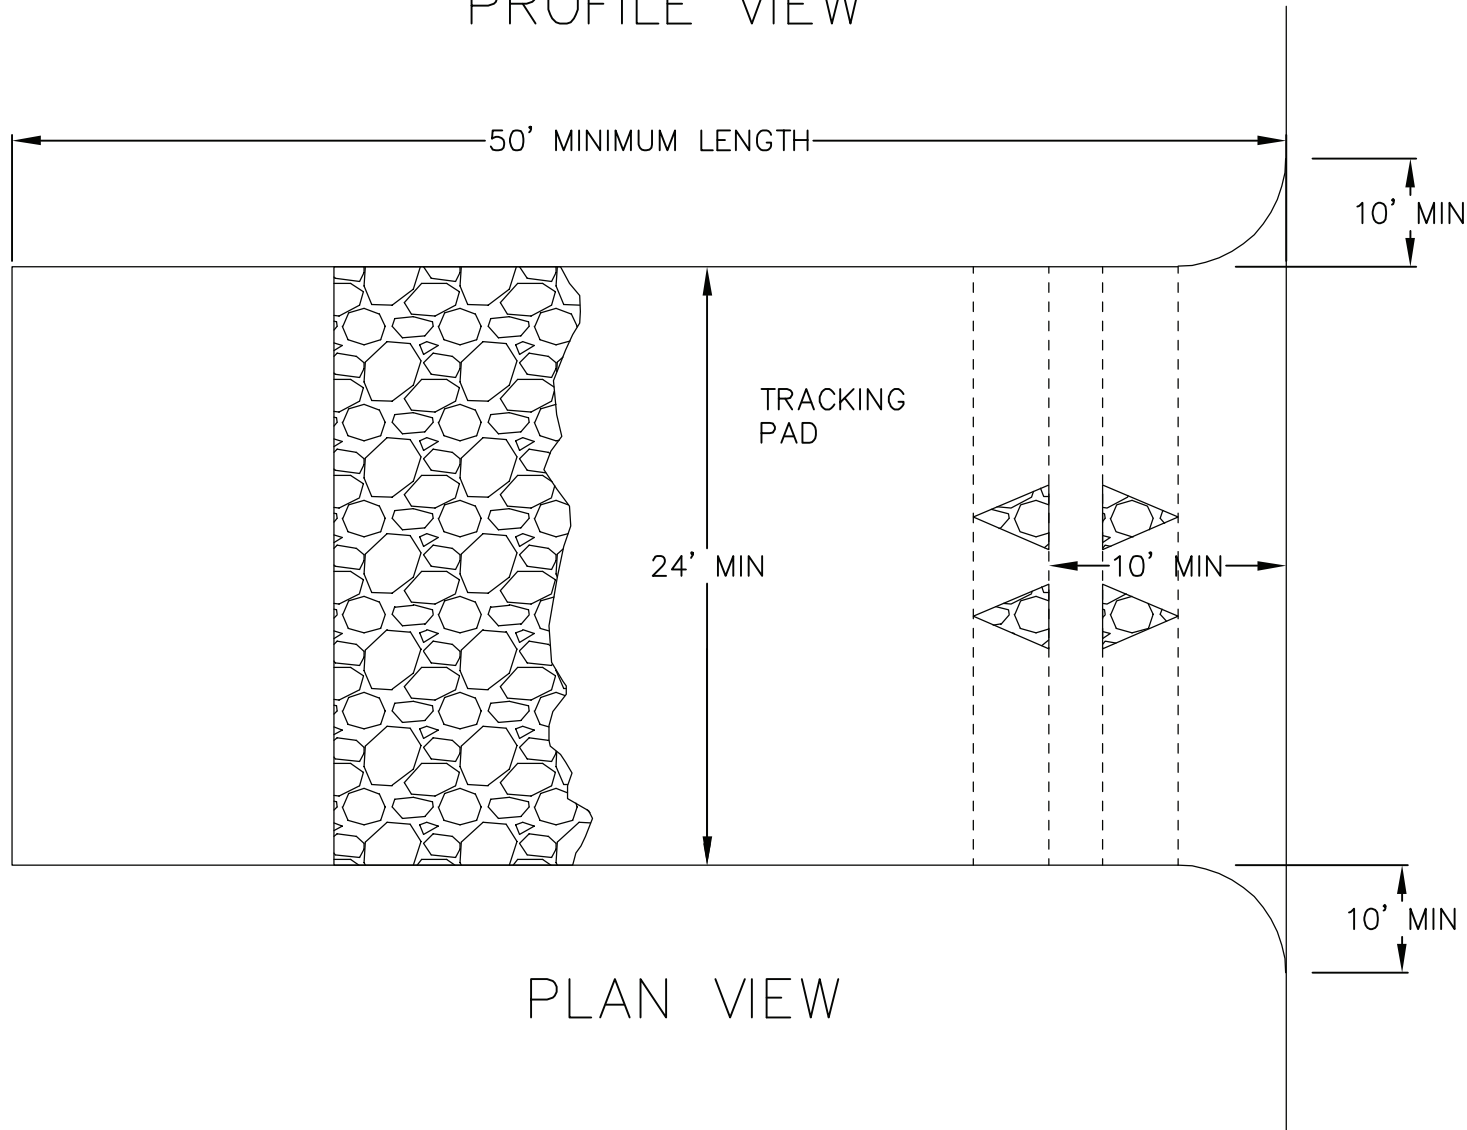 PROFILE VIEW
50' MINIMUM LENGTH
10' MIN
TRACKING
PAD
24' MIN
10' MIN
10' MIN
PLAN VIEW